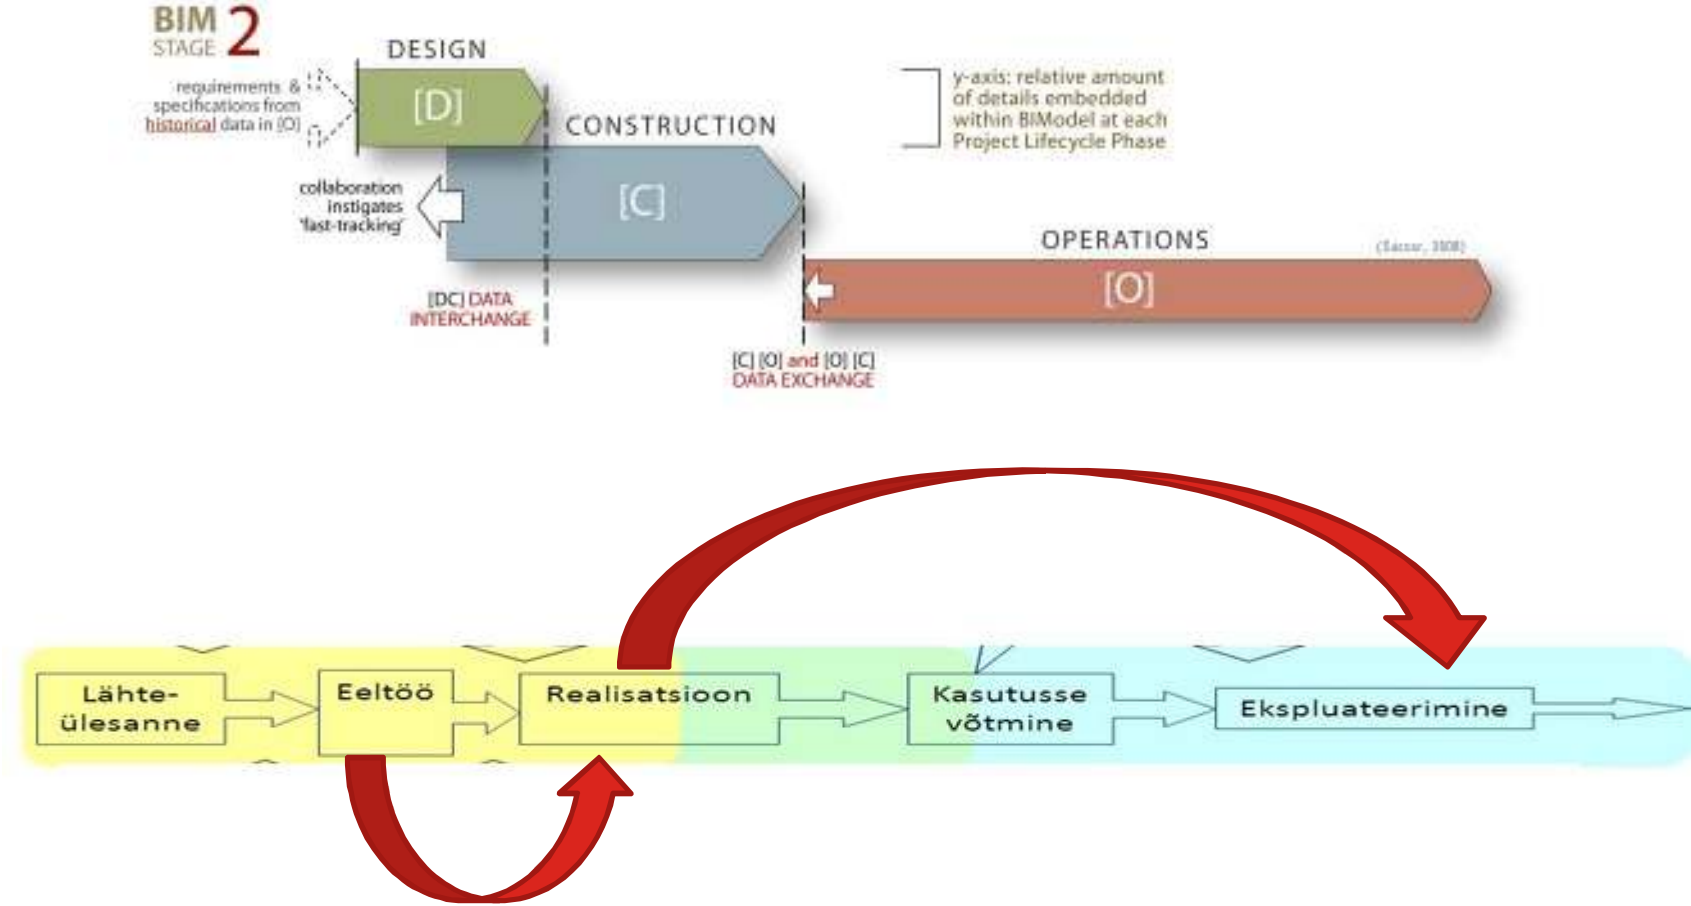 BIM
STAGE 2
DESIGN
requirements &
specifications from
historical data in [O]
[D]
y-axis: relative amount
of details embedded
within BIModel at each
Project Lifecycle Phase
CONSTRUCTION
collaboration
instigates
'fast-tracking'
[C]
OPERATIONS
[O]
[DC] DATA
INTERCHANGE
[C] [O] and [O] [C]
DATA EXCHANGE
Lähte-
ülesanne
Eeltöö
Realisatsioon
Kasutusse
võtmine
Ekspluateerimine